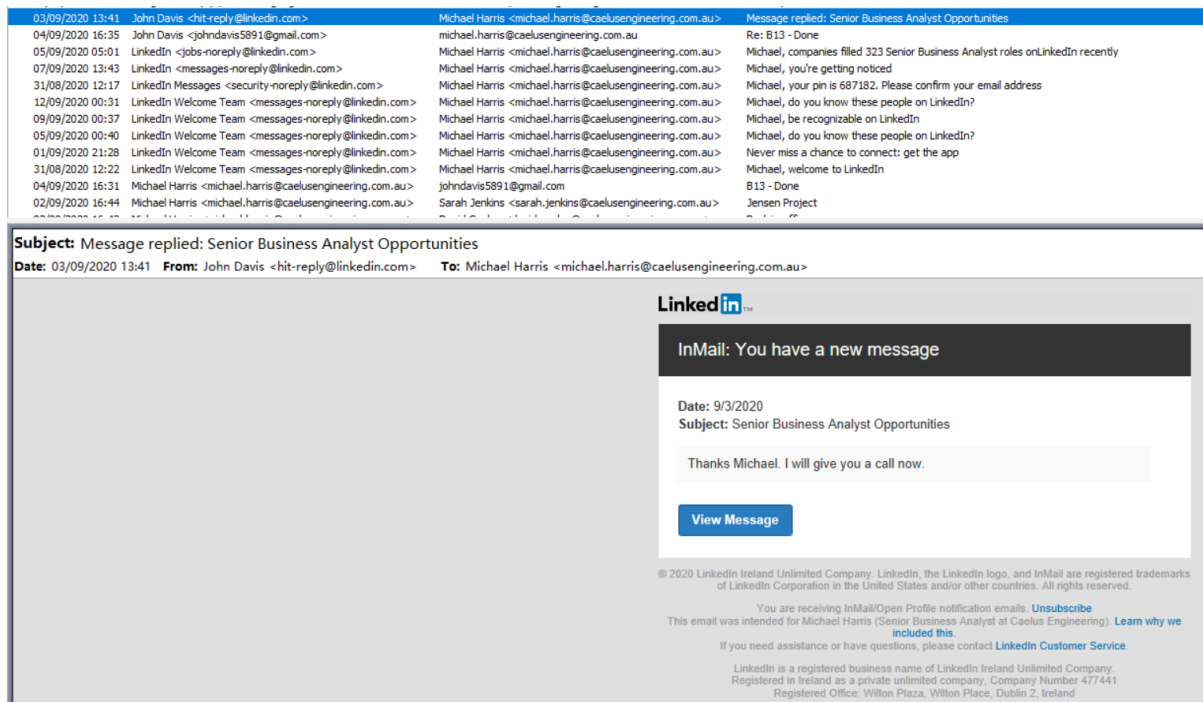 03/09/2020 13:41 John Davis <hit-reply@linkedin.com> Michael Harris <michael.harris@caelusengineering.com.au> Message replied: Senior Business Analyst Opportunities
04/09/2020 16:35 John Davis <johndavis5891@gmail.com> michael.harris@caelusengineering.com.au Re: B13 - Done
05/09/2020 05:01 LinkedIn <jobs-noreply@linkedin.com> Michael Harris <michael.harris@caelusengineering.com.au> Michael, companies filled 323 Senior Business Analyst roles onLinkedIn recently
07/09/2020 13:43 LinkedIn <messages-noreply@linkedin.com> Michael Harris <michael.harris@caelusengineering.com.au> Michael, you're getting noticed
31/08/2020 12:17 LinkedIn Messages <security-noreply@linkedin.com> Michael Harris <michael.harris@caelusengineering.com.au> Michael, your pin is 687182. Please confirm your email address
12/09/2020 00:31 LinkedIn Welcome Team <messages-noreply@linkedin.com> Michael Harris <michael.harris@caelusengineering.com.au> Michael, do you know these people on LinkedIn?
09/09/2020 00:37 LinkedIn Welcome Team <messages-noreply@linkedin.com> Michael Harris <michael.harris@caelusengineering.com.au> Michael, be recognizable on LinkedIn
05/09/2020 00:40 LinkedIn Welcome Team <messages-noreply@linkedin.com> Michael Harris <michael.harris@caelusengineering.com.au> Michael, do you know these people on LinkedIn?
01/09/2020 21:28 LinkedIn Welcome Team <messages-noreply@linkedin.com> Michael Harris <michael.harris@caelusengineering.com.au> Never miss a chance to connect: get the app
31/08/2020 12:22 LinkedIn Welcome Team <messages-noreply@linkedin.com> Michael Harris <michael.harris@caelusengineering.com.au> Michael, welcome to LinkedIn
04/09/2020 16:31 Michael Harris <michael.harris@caelusengineering.com.au> johndavis5891@gmail.com B13 - Done
02/09/2020 16:44 Michael Harris <michael.harris@caelusengineering.com.au> Sarah Jenkins <sarah.jenkins@caelusengineering.com.au> Jensen Project
Subject: Message replied: Senior Business Analyst Opportunities
Date: 03/09/2020 13:41 From: John Davis <hit-reply@linkedin.com> To: Michael Harris <michael.harris@caelusengineering.com.au>
Linked in TM
InMail: You have a new message
Date: 9/3/2020
Subject: Senior Business Analyst Opportunities
Thanks Michael. I will give you a call now.
View Message
© 2020 LinkedIn Ireland Unlimited Company. LinkedIn, the LinkedIn logo, and InMail are registered trademarks
of LinkedIn Corporation in the United States and/or other countries. All rights reserved.
You are receiving InMail/Open Profile notification emails. Unsubscribe
This email was intended for Michael Harris (Senior Business Analyst at Caelus Engineering). Learn why we
included this.
If you need assistance or have questions, please contact LinkedIn Customer Service.
LinkedIn is a registered business name of LinkedIn Ireland Unlimited Company.
Registered in Ireland as a private unlimited company, Company Number 477441
Registered Office: Wilton Plaza, Wilton Place, Dublin 2, Ireland